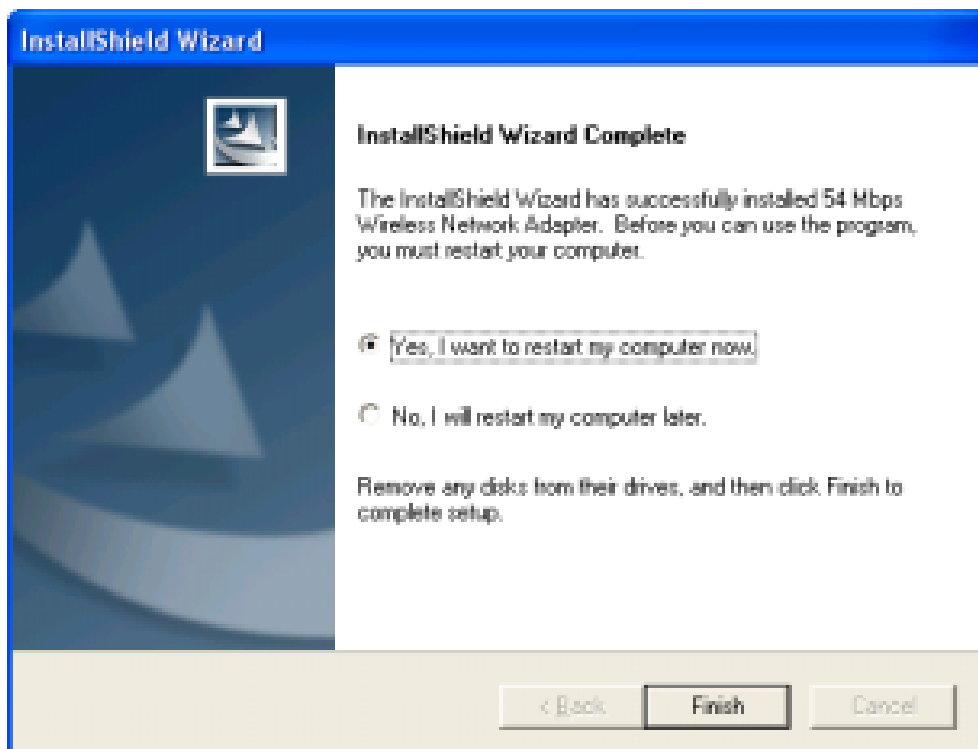 InstallShield Wizard
InstallShield Wizard Complete
The InstallShield Wizard has successfully installed 54 Mbps
Wireless Network Adapter. Before you can use the program,
you must restart your computer.
Yes, I want to restart my computer now.
No, I will restart my computer later.
Remove any disks from their drives, and then click Finish to
complete setup.
< Back
Finish
Cancel